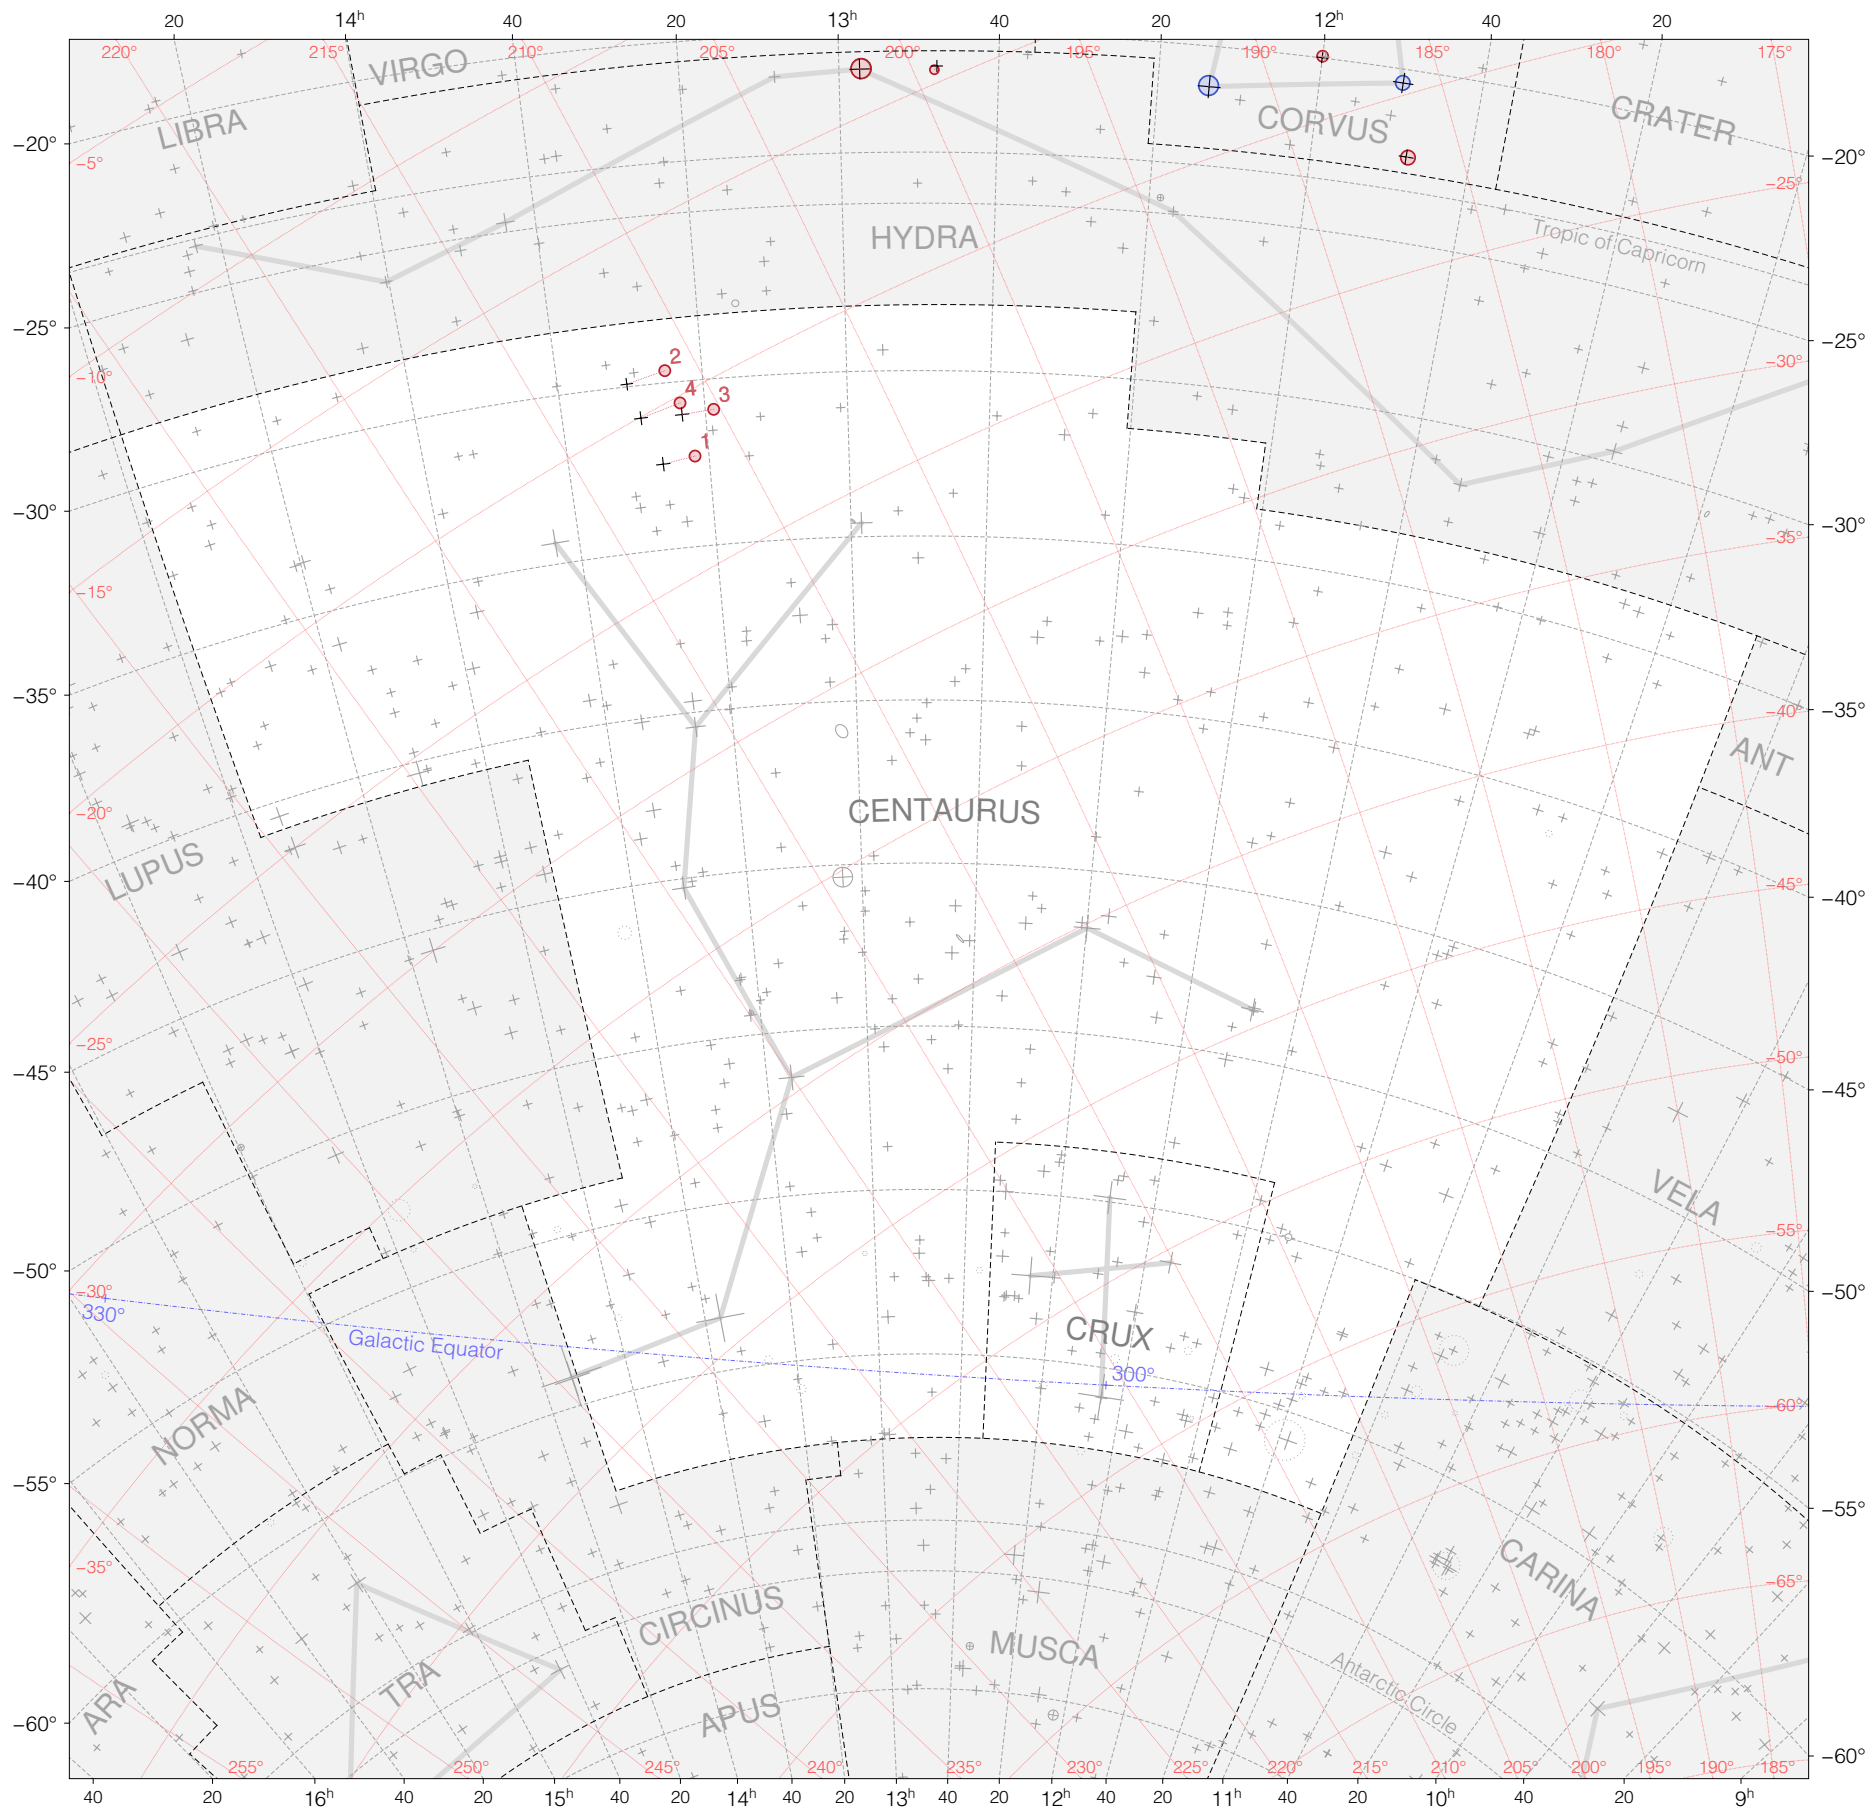 20 14h 40 20 13h 40 20 12h 40 20
220° 215° 210° 205° 200° 195° 190° 185° 180° 175°
VIRGO
LIBRA
CORVUS
CRATER
−20° −20°
−5°
−25°
HYDRA
Tropic of Capricorn
−25° −25°
2
−30°
−10°
4
3
1
−30° −30°
−35°
−15°
−35° −35°
−40°
ANT
CENTAURUS
−20°
LUPUS
−40° −45° −40°
−25°
−45° −50° −45°
VELA
−55°
−50° −50°
−30°
330°
Galactic Equator
CRUX
300°
−60°
NORMA
−55° −55°
−35°
CARINA
−65°
CIRCINUS
MUSCA
TRA
ARA
APUS
Antarctic Circle
−60° −60°
255° 250° 245° 240° 235° 230° 225° 220° 215° 210° 205° 200° 195° 190° 185°
40 20 16h 40 20 15h 40 20 14h 40 20 13h 40 20 12h 40 20 11h 40 20 10h 40 20 9h